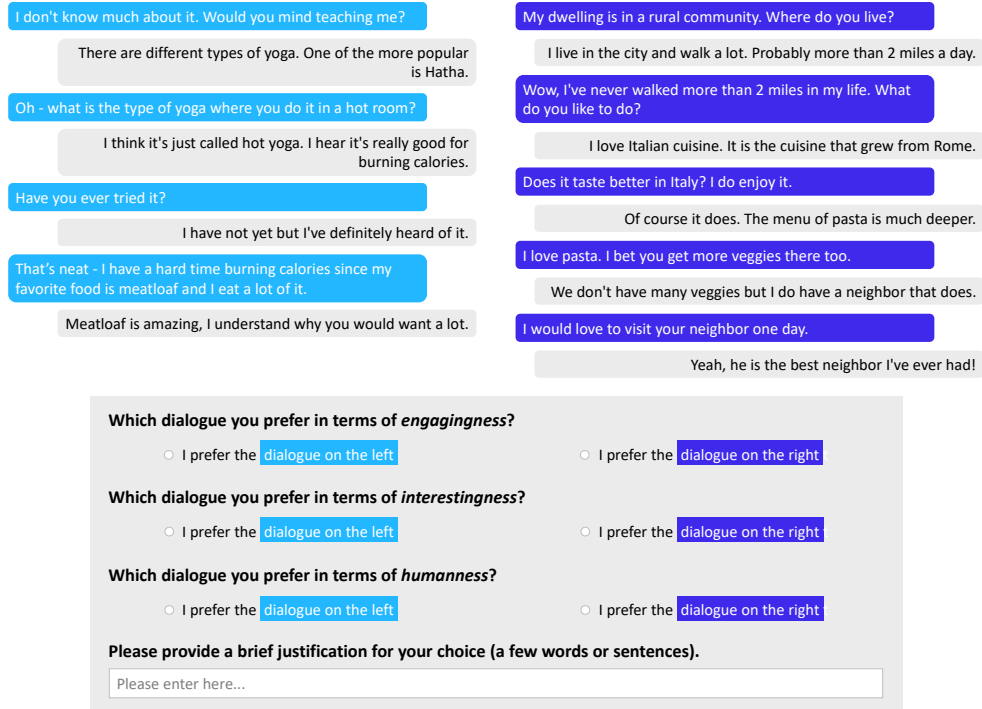 I don't know much about it. Would you mind teaching me?
There are different types of yoga. One of the more popular
is Hatha.
Oh - what is the type of yoga where you do it in a hot room?
I think it's just called hot yoga. I hear it's really good for
burning calories.
Have you ever tried it?
I have not yet but I've definitely heard of it.
That's neat - I have a hard time burning calories since my
favorite food is meatloaf and I eat a lot of it.
Meatloaf is amazing, I understand why you would want a lot.
My dwelling is in a rural community. Where do you live?
I live in the city and walk a lot. Probably more than 2 miles a day.
Wow, I've never walked more than 2 miles in my life. What
do you like to do?
I love Italian cuisine. It is the cuisine that grew from Rome.
Does it taste better in Italy? I do enjoy it.
Of course it does. The menu of pasta is much deeper.
I love pasta. I bet you get more veggies there too.
We don't have many veggies but I do have a neighbor that does.
I would love to visit your neighbor one day.
Yeah, he is the best neighbor I've ever had!
Which dialogue you prefer in terms of engagingness?
I prefer the dialogue on the left
I prefer the dialogue on the right
Which dialogue you prefer in terms of interestingness?
I prefer the dialogue on the left
I prefer the dialogue on the right
Which dialogue you prefer in terms of humanness?
I prefer the dialogue on the left
I prefer the dialogue on the right
Please provide a brief justification for your choice (a few words or sentences).
Please enter here...